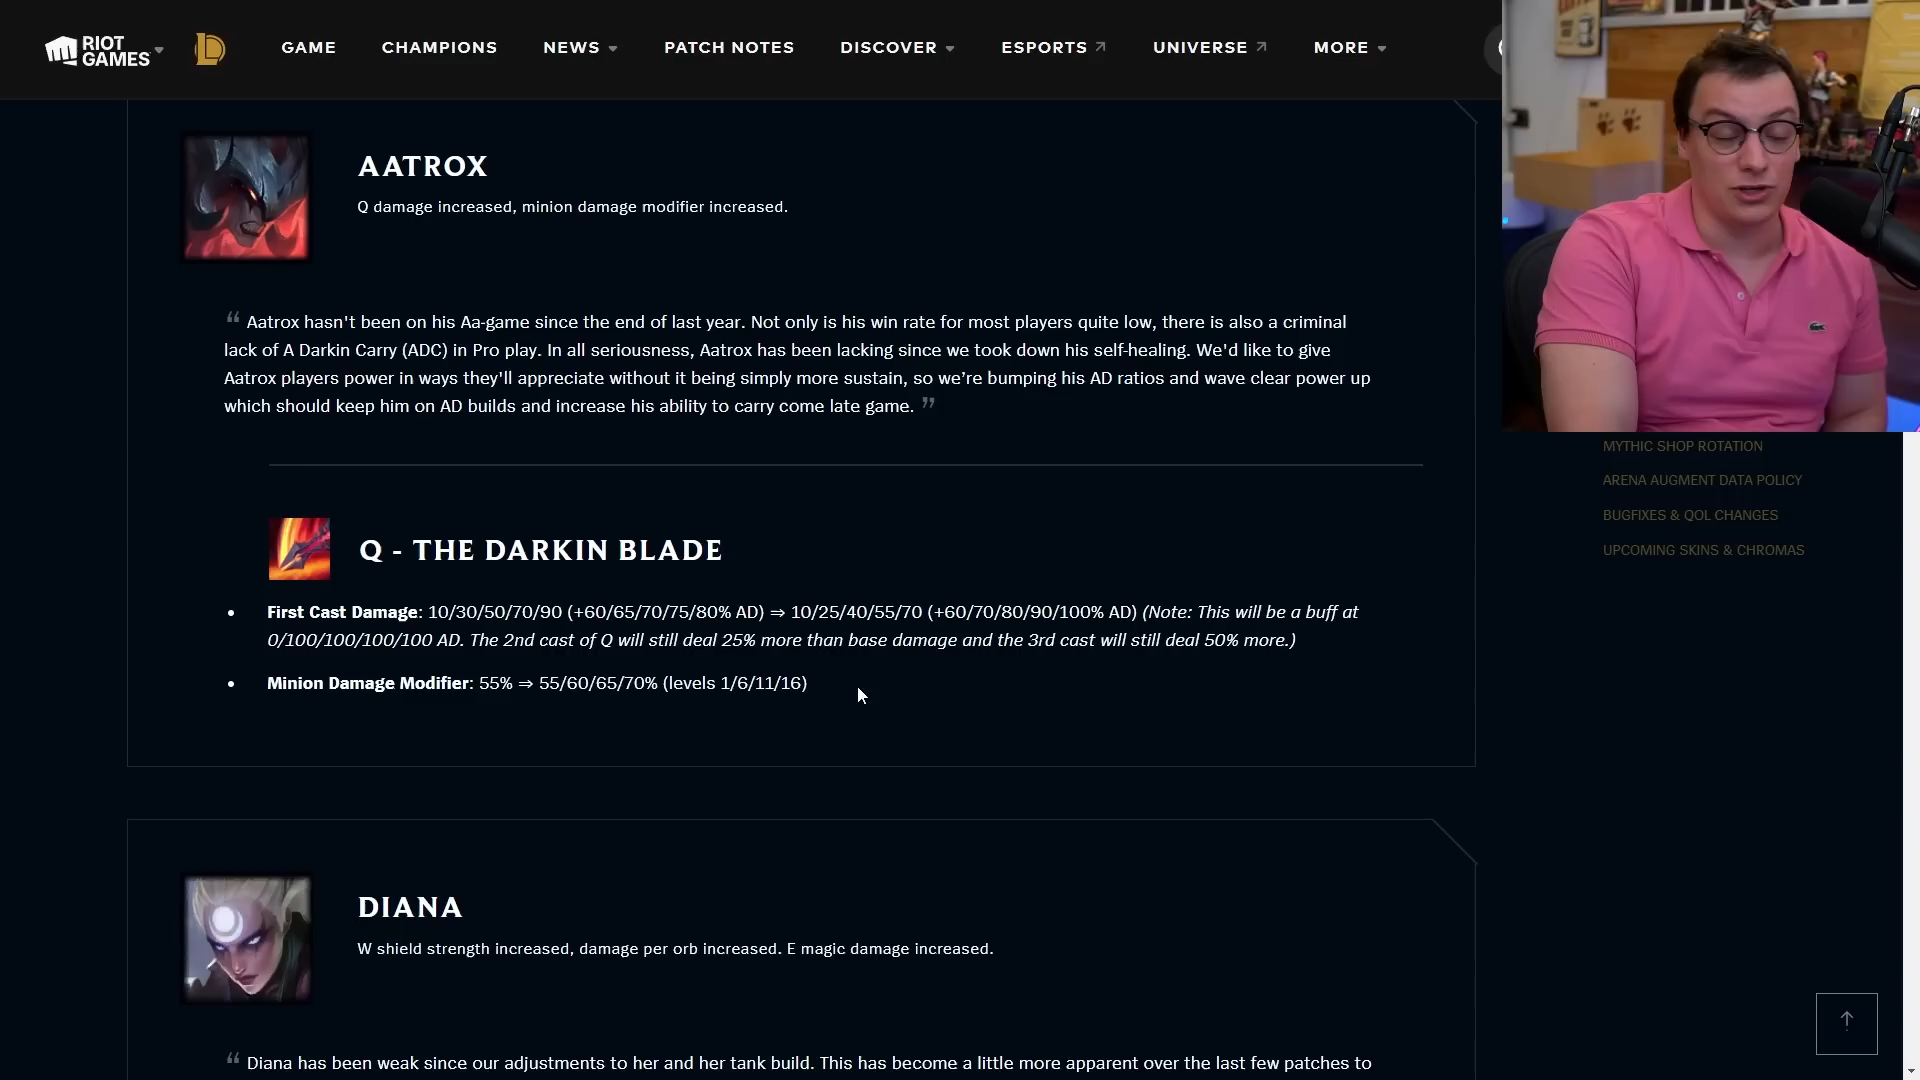 RIOT
GAMES
GAME
CHAMPIONS
NEWS
PATCH NOTES
DISCOVER
ESPORTS
UNIVERSE
MORE
AATROX
Q damage increased, minion damage modifier increased.
“ Aatrox hasn't been on his Aa-game since the end of last year. Not only is his win rate for most players quite low, there is also a criminal
lack of A Darkin Carry (ADC) in Pro play. In all seriousness, Aatrox has been lacking since we took down his self-healing. We'd like to give
Aatrox players power in ways they'll appreciate without it being simply more sustain, so we’re bumping his AD ratios and wave clear power up
which should keep him on AD builds and increase his ability to carry come late game. ”
MYTHIC SHOP ROTATION
ARENA AUGMENT DATA POLICY
BUGFIXES & QOL CHANGES
UPCOMING SKINS & CHROMAS
Q - THE DARKIN BLADE
• First Cast Damage: 10/30/50/70/90 (+60/65/70/75/80% AD) ⇒ 10/25/40/55/70 (+60/70/80/90/100% AD) (Note: This will be a buff at
0/100/100/100/100 AD. The 2nd cast of Q will still deal 25% more than base damage and the 3rd cast will still deal 50% more.)
• Minion Damage Modifier: 55% ⇒ 55/60/65/70% (levels 1/6/11/16)
DIANA
W shield strength increased, damage per orb increased. E magic damage increased.
“ Diana has been weak since our adjustments to her and her tank build. This has become a little more apparent over the last few patches to